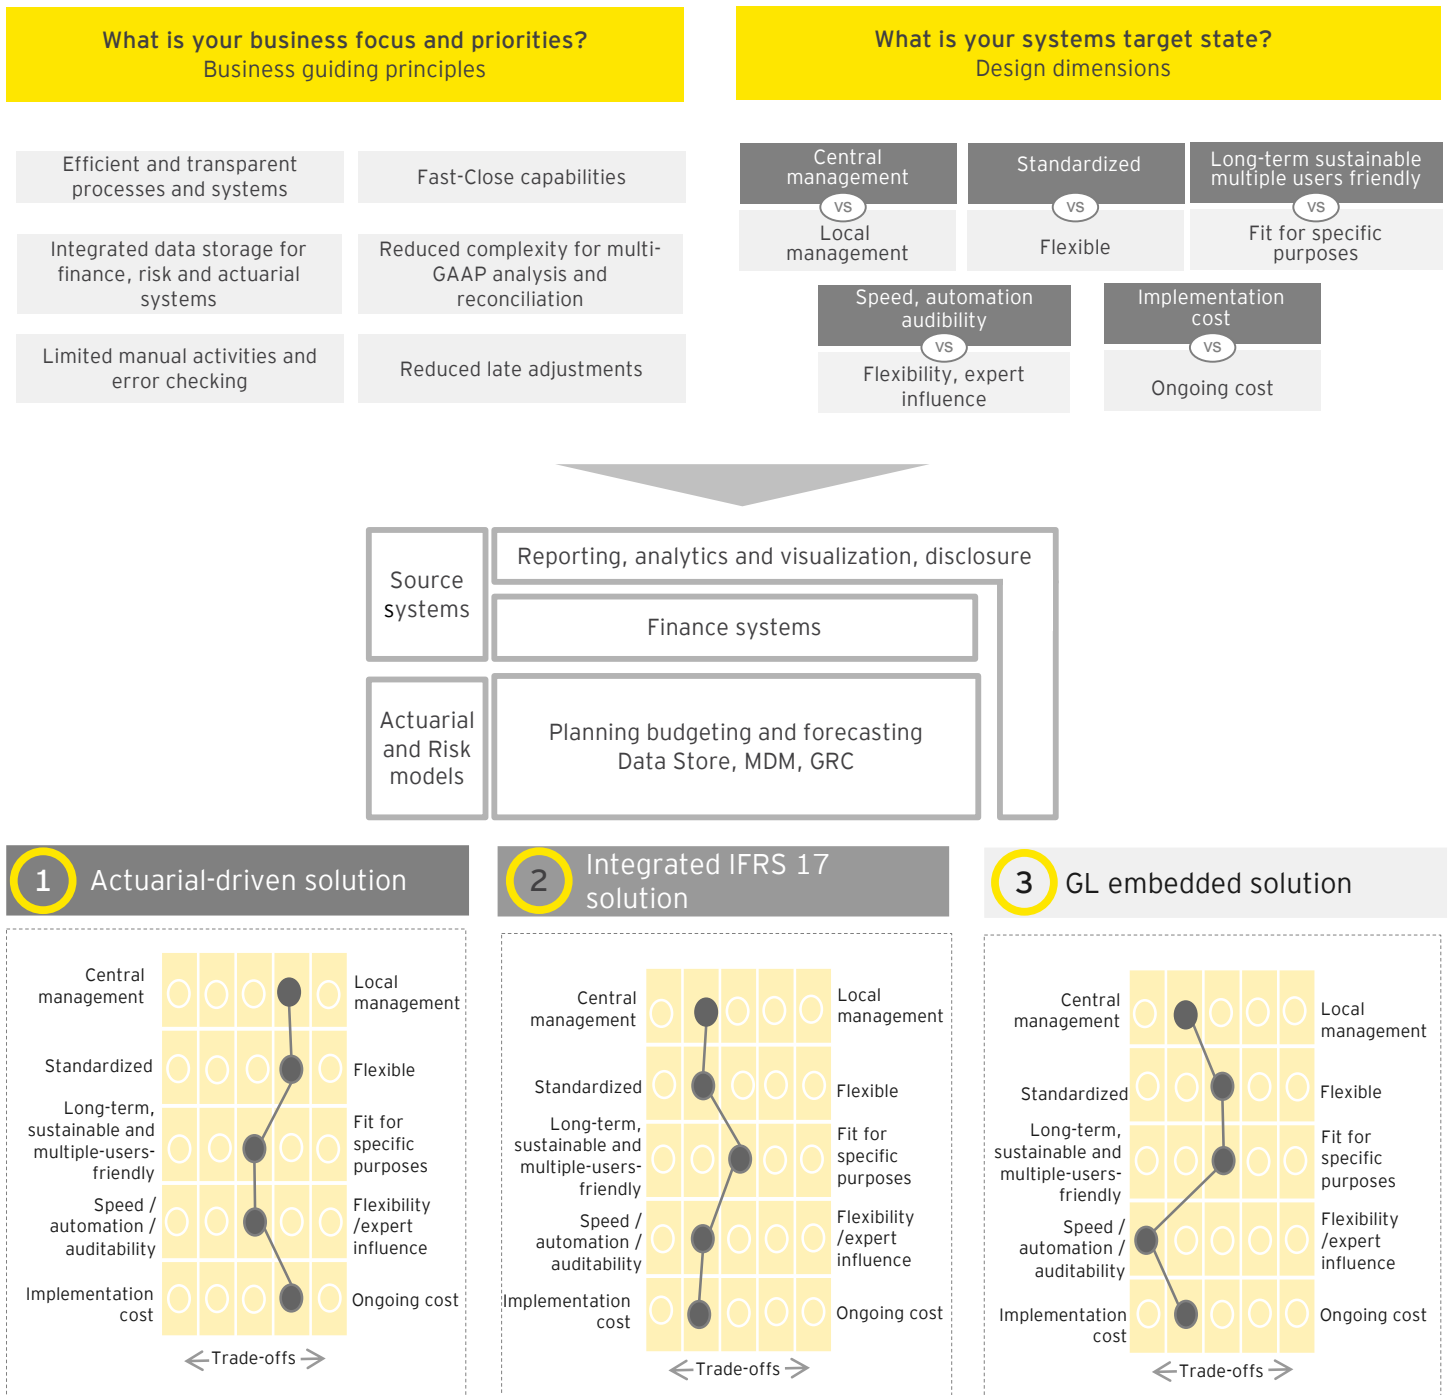 What is your business focus and priorities?
Business guiding principles
What is your systems target state?
Design dimensions
Efficient and transparent
processes and systems
Fast-Close capabilities
Integrated data storage for
finance, risk and actuarial
systems
Reduced complexity for multi-
GAAP analysis and
reconciliation
Limited manual activities and
error checking
Reduced late adjustments
Central
management
VS
Local
management
Standardized
VS
Flexible
Long-term sustainable
multiple users friendly
VS
Fit for specific
purposes
Speed, automation
audibility
VS
Flexibility, expert
influence
Implementation
cost
VS
Ongoing cost
Source
systems
Reporting, analytics and visualization, disclosure
Finance systems
Actuarial
and Risk
models
Planning budgeting and forecasting
Data Store, MDM, GRC
1 Actuarial-driven solution
Central
management
Local
management
Standardized
Flexible
Long-term,
sustainable and
multiple-users-
friendly
Fit for
specific
purposes
Speed /
automation /
auditability
Flexibility
/expert
influence
Implementation
cost
Ongoing cost
Trade-offs
2 Integrated IFRS 17
solution
Central
management
Local
management
Standardized
Flexible
Long-term,
sustainable and
multiple-users-
friendly
Fit for
specific
purposes
Speed /
automation /
auditability
Flexibility
/expert
influence
Implementation
cost
Ongoing cost
Trade-offs
3 GL embedded solution
Central
management
Local
management
Standardized
Flexible
Long-term,
sustainable and
multiple-users-
friendly
Fit for
specific
purposes
Speed /
automation /
auditability
Flexibility
/expert
influence
Implementation
cost
Ongoing cost
Trade-offs